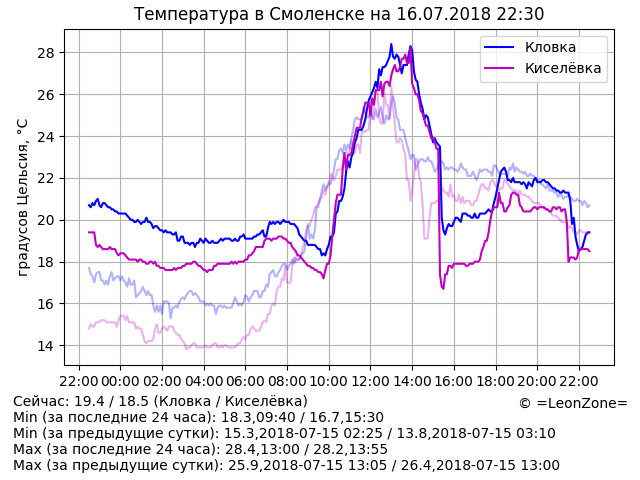 Температура в Смоленске на 16.07.2018 22:30
Кловка
Киселёвка
градусов Цельсия, °C
28
26
24
22
20
18
16
14
22:00 00:00 02:00 04:00 06:00 08:00 10:00 12:00 14:00 16:00 18:00 20:00 22:00
Сейчас: 19.4 / 18.5 (Кловка / Киселёвка)
© =LeonZone=
Min (за последние 24 часа): 18.3,09:40 / 16.7,15:30
Min (за предыдущие сутки): 15.3,2018-07-15 02:25 / 13.8,2018-07-15 03:10
Max (за последние 24 часа): 28.4,13:00 / 28.2,13:55
Max (за предыдущие сутки): 25.9,2018-07-15 13:05 / 26.4,2018-07-15 13:00